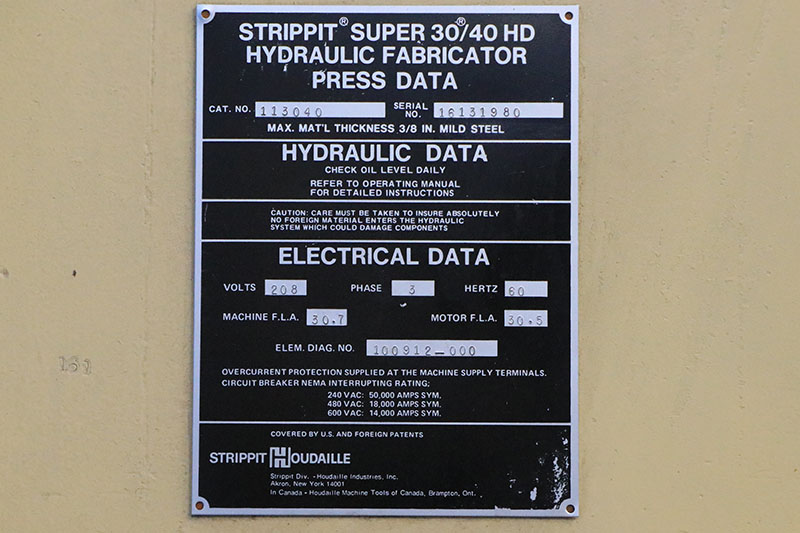 STRIPPIT® SUPER 30®/40 HD
HYDRAULIC FABRICATOR
PRESS DATA
CAT. NO. 113040 SERIAL NO. 16131980
MAX. MAT'L THICKNESS 3/8 IN. MILD STEEL
HYDRAULIC DATA
CHECK OIL LEVEL DAILY
REFER TO OPERATING MANUAL
FOR DETAILED INSTRUCTIONS
CAUTION: CARE MUST BE TAKEN TO INSURE ABSOLUTELY
NO FOREIGN MATERIAL ENTERS THE HYDRAULIC
SYSTEM WHICH COULD DAMAGE COMPONENTS
ELECTRICAL DATA
VOLTS 208 PHASE 3 HERTZ 60
MACHINE F.L.A. 30.7 MOTOR F.L.A. 30.5
ELEM. DIAG. NO. 100912-000
OVERCURRENT PROTECTION SUPPLIED AT THE MACHINE SUPPLY TERMINALS.
CIRCUIT BREAKER NEMA INTERRUPTING RATING:
240 VAC: 50,000 AMPS SYM.
480 VAC: 18,000 AMPS SYM.
600 VAC: 14,000 AMPS SYM.
COVERED BY U.S. AND FOREIGN PATENTS
STRIPPIT HOUDAILLE
Strippit Div. - Houdaille Industries, Inc.
Akron, New York 14001
In Canada - Houdaille Machine Tools of Canada, Brampton, Ont.